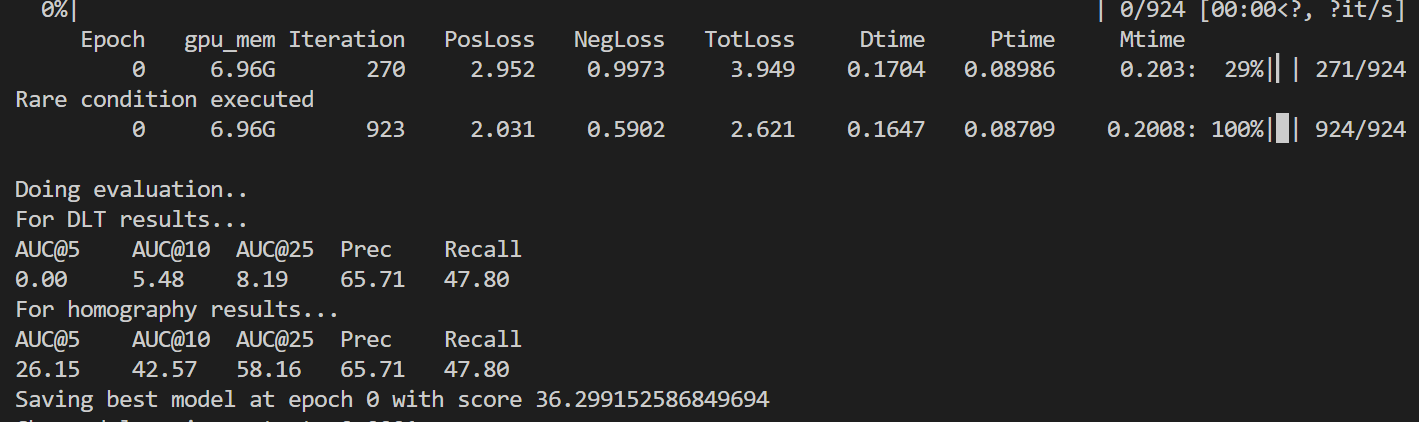 0%| | 0/924 [00:00<?, ?it/s]
Epoch gpu_mem Iteration PosLoss NegLoss TotLoss Dtime Ptime Mtime
0 6.96G 270 2.952 0.9973 3.949 0.1704 0.08986 0.203: 29%| | 271/924
Rare condition executed
0 6.96G 923 2.031 0.5902 2.621 0.1647 0.08709 0.2008: 100%| | 924/924
Doing evaluation..
For DLT results...
AUC@5 AUC@10 AUC@25 Prec Recall
0.00 5.48 8.19 65.71 47.80
For homography results...
AUC@5 AUC@10 AUC@25 Prec Recall
26.15 42.57 58.16 65.71 47.80
Saving best model at epoch 0 with score 36.299152586849694